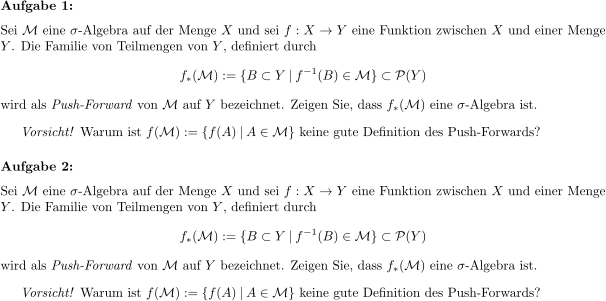 Aufgabe 1:
Sei ℳ eine σ-Algebra auf der Menge X und sei f : X → Y eine Funktion zwischen X und einer Menge
Y. Die Familie von Teilmengen von Y, definiert durch
f∗(ℳ) := {B ⊂ Y | f⁻¹(B) ∈ ℳ} ⊂ 𝒫(Y)
wird als Push-Forward von ℳ auf Y bezeichnet. Zeigen Sie, dass f∗(ℳ) eine σ-Algebra ist.
Vorsicht! Warum ist f(ℳ) := {f(A) | A ∈ ℳ} keine gute Definition des Push-Forwards?
Aufgabe 2:
Sei ℳ eine σ-Algebra auf der Menge X und sei f : X → Y eine Funktion zwischen X und einer Menge
Y. Die Familie von Teilmengen von Y, definiert durch
f∗(ℳ) := {B ⊂ Y | f⁻¹(B) ∈ ℳ} ⊂ 𝒫(Y)
wird als Push-Forward von ℳ auf Y bezeichnet. Zeigen Sie, dass f∗(ℳ) eine σ-Algebra ist.
Vorsicht! Warum ist f(ℳ) := {f(A) | A ∈ ℳ} keine gute Definition des Push-Forwards?